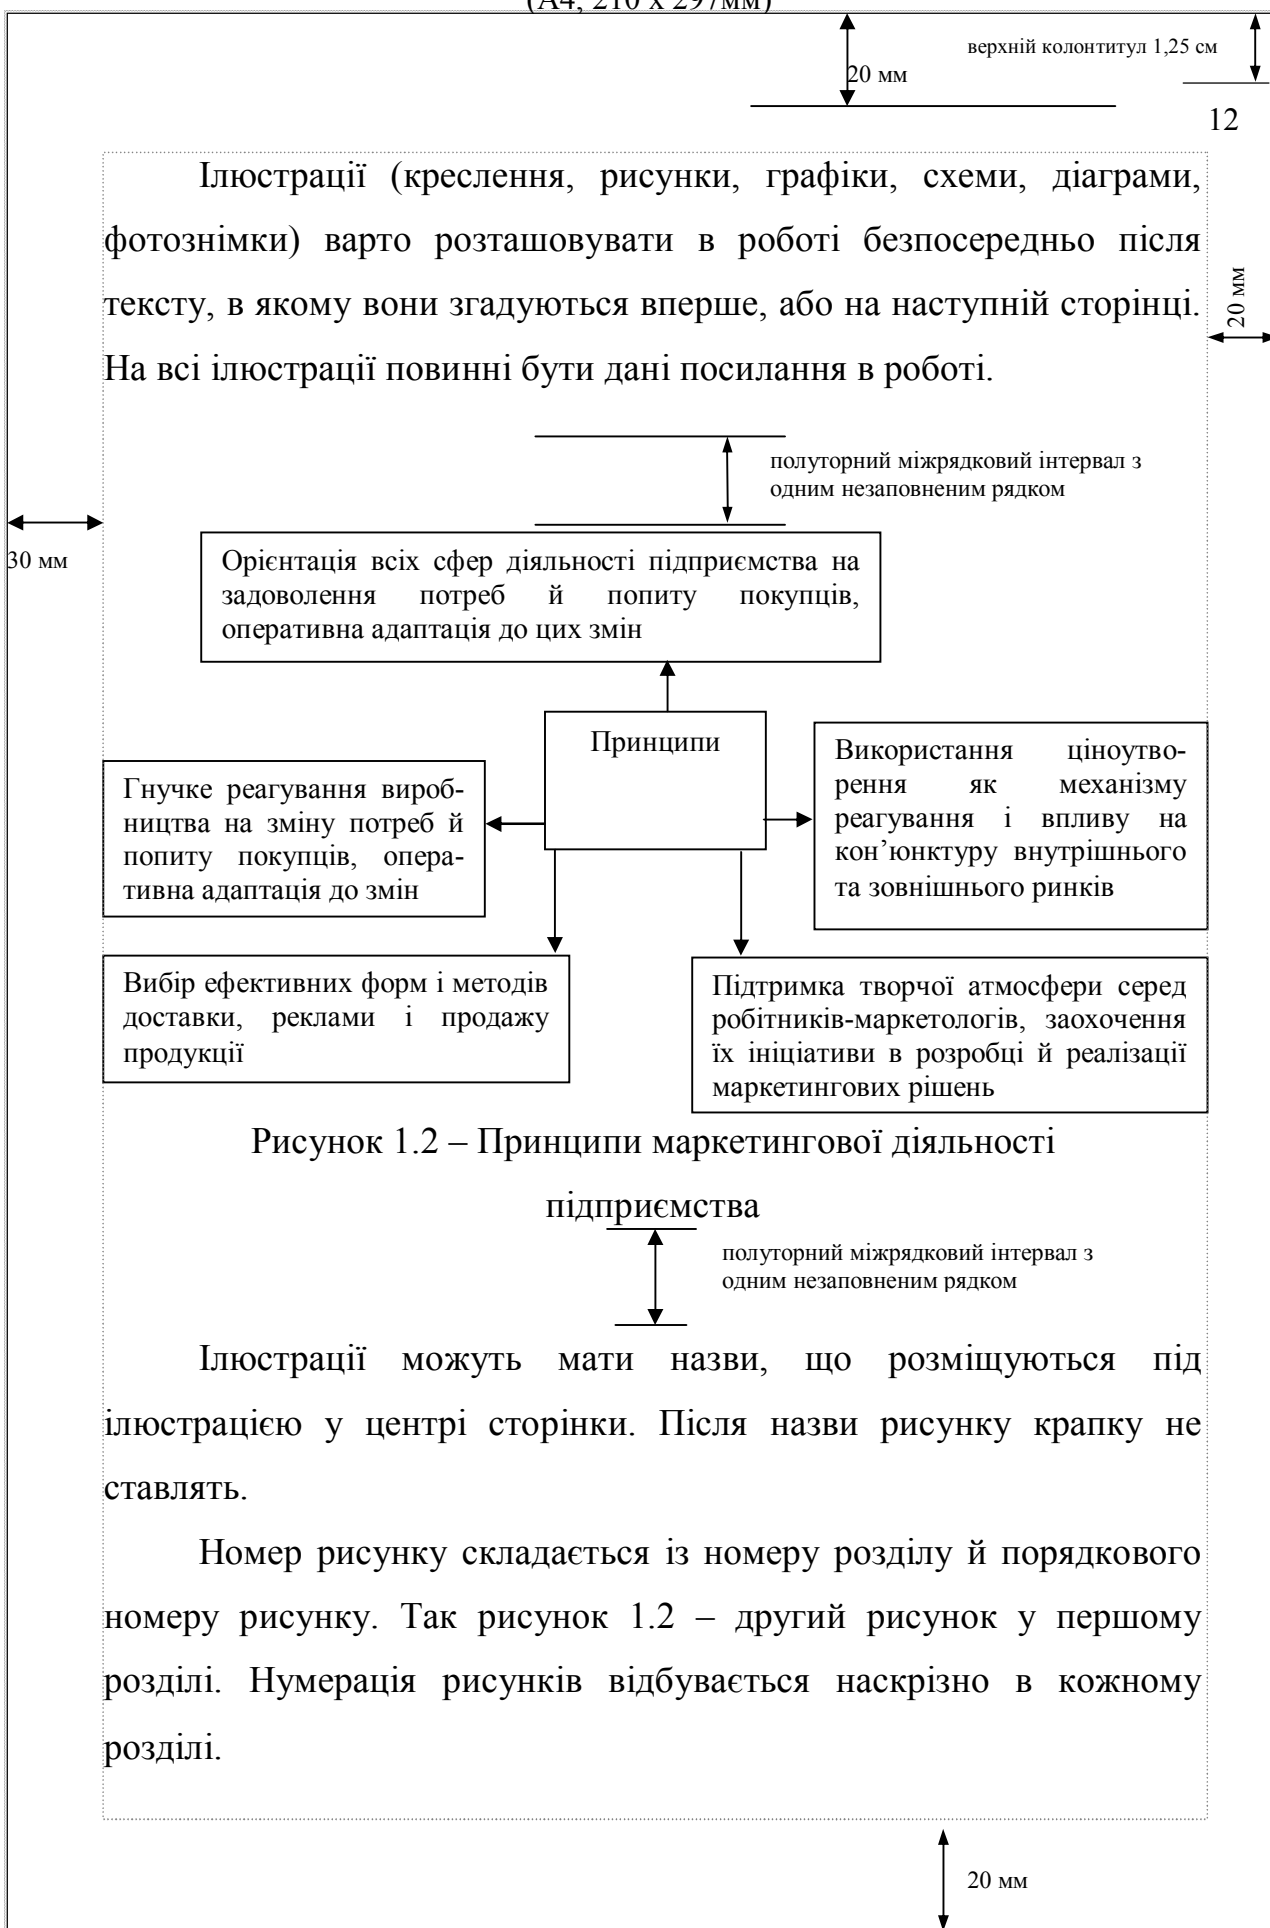 (А4, 210 х 297мм)
верхній колонтитул 1,25 см
20 мм
12
Ілюстрації (креслення, рисунки, графіки, схеми, діаграми,
фотознімки) варто розташовувати в роботі безпосередньо після
тексту, в якому вони згадуються вперше, або на наступній сторінці.
На всі ілюстрації повинні бути дані посилання в роботі.
20 мм
полуторний міжрядковий інтервал з
одним незаповненим рядком
30 мм
Орієнтація всіх сфер діяльності підприємства на
задоволення потреб й попиту покупців,
оперативна адаптація до цих змін
Принципи
Гнучке реагування вироб-
ництва на зміну потреб й
попиту покупців, опера-
тивна адаптація до змін
Використання ціноутво-
рення як механізму
реагування і впливу на
кон’юнктуру внутрішнього
та зовнішнього ринків
Вибір ефективних форм і методів
доставки, реклами і продажу
продукції
Підтримка творчої атмосфери серед
робітників-маркетологів, заохочення
їх ініціативи в розробці й реалізації
маркетингових рішень
Рисунок 1.2 – Принципи маркетингової діяльності
підприємства
полуторний міжрядковий інтервал з
одним незаповненим рядком
Ілюстрації можуть мати назви, що розміщуються під
ілюстрацією у центрі сторінки. Після назви рисунку крапку не
ставлять.
Номер рисунку складається із номеру розділу й порядкового
номеру рисунку. Так рисунок 1.2 – другий рисунок у першому
розділі. Нумерація рисунків відбувається наскрізно в кожному
розділі.
20 мм